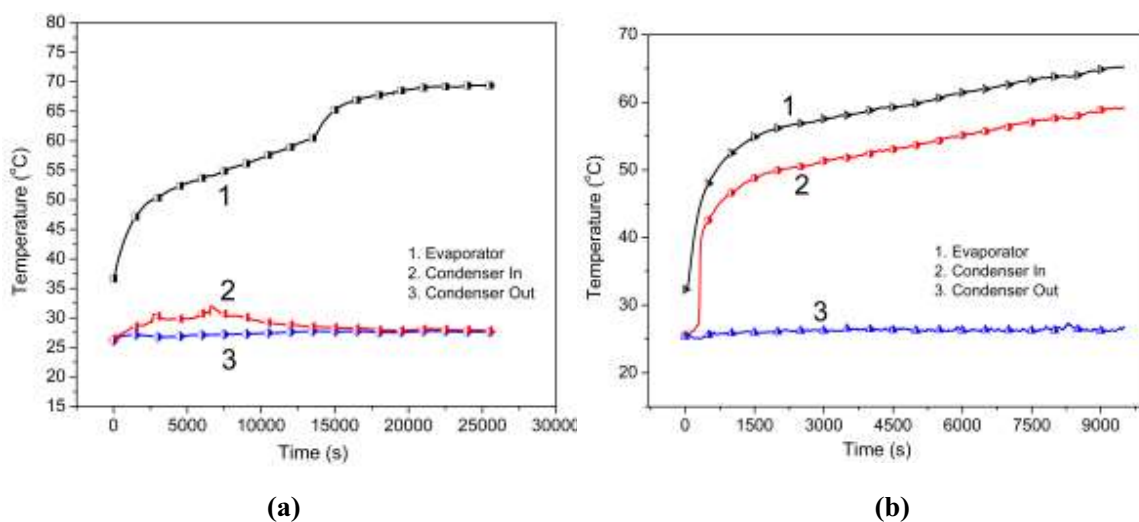 80
75
70
65
60
55
50
45
40
35
30
25
20
15
Temperature (°C)
1
2
3
1. Evaporator
2. Condenser In
3. Condenser Out
0 5000 10000 15000 20000 25000 30000
Time (s)
(a)
70
60
50
40
30
20
Temperature (°C)
1
2
3
1. Evaporator
2. Condenser In
3. Condenser Out
0 1500 3000 4500 6000 7500 9000
Time (s)
(b)